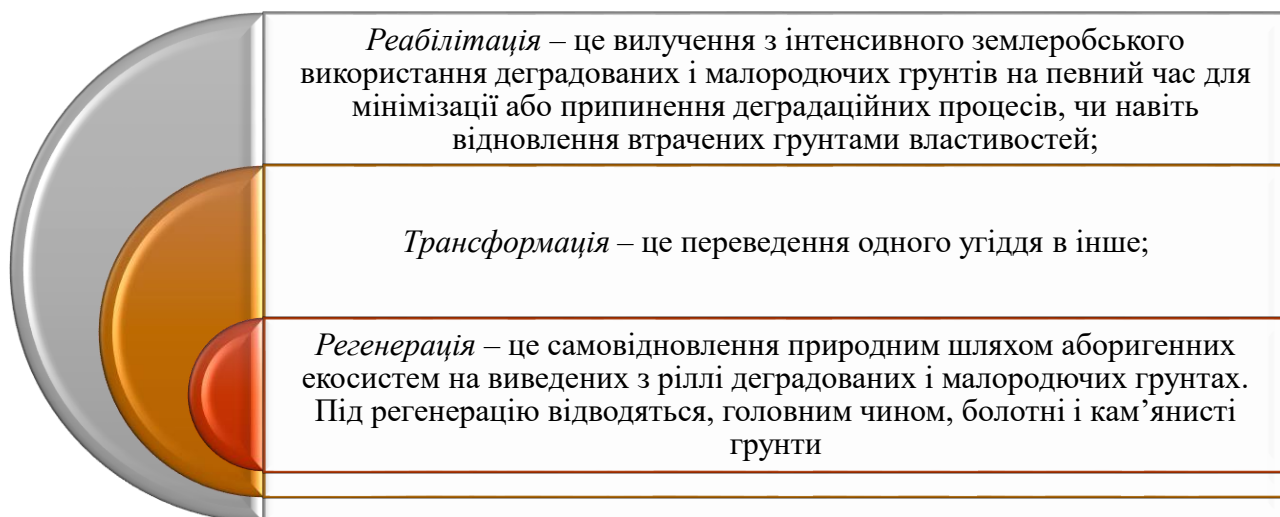 Реабілітація – це вилучення з інтенсивного землеробського
використання деградованих і малородючих грунтів на певний час для
мінімізації або припинення деградаційних процесів, чи навіть
відновлення втрачених грунтами властивостей;
Трансформація – це переведення одного угіддя в інше;
Регенерація – це самовідновлення природним шляхом аборигенних
екосистем на виведених з ріллі деградованих і малородючих грунтах.
Під регенерацію відводяться, головним чином, болотні і кам’янисті
грунти